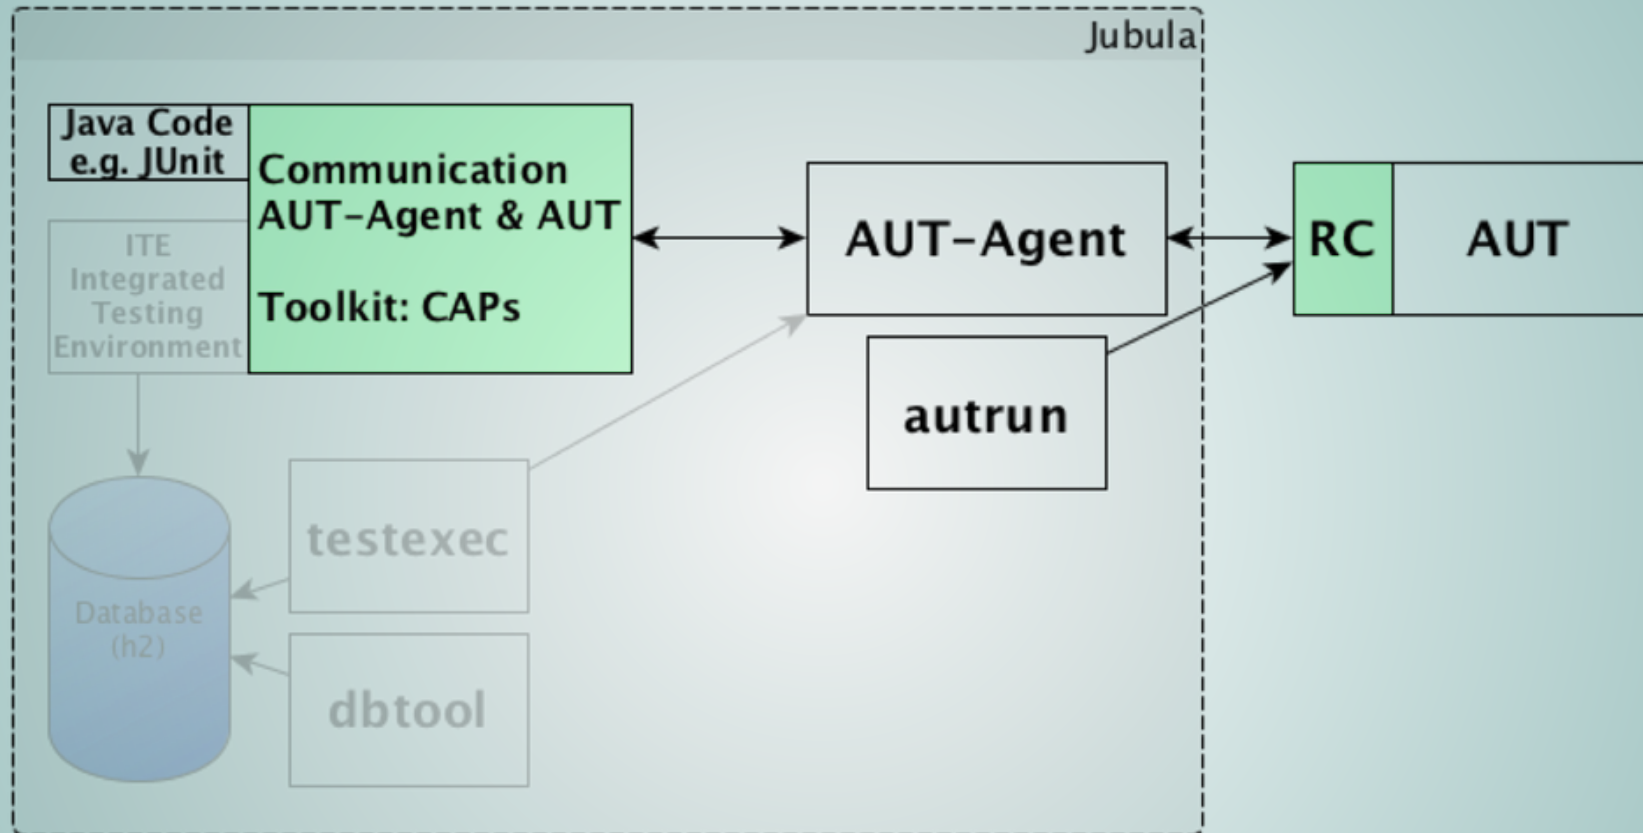 Jubula
Java Code
e.g. JUnit
Communication
AUT-Agent & AUT
Toolkit: CAPs
ITE
Integrated
Testing
Environment
AUT-Agent
RC
AUT
autrun
testexec
Database
(h2)
dbtool